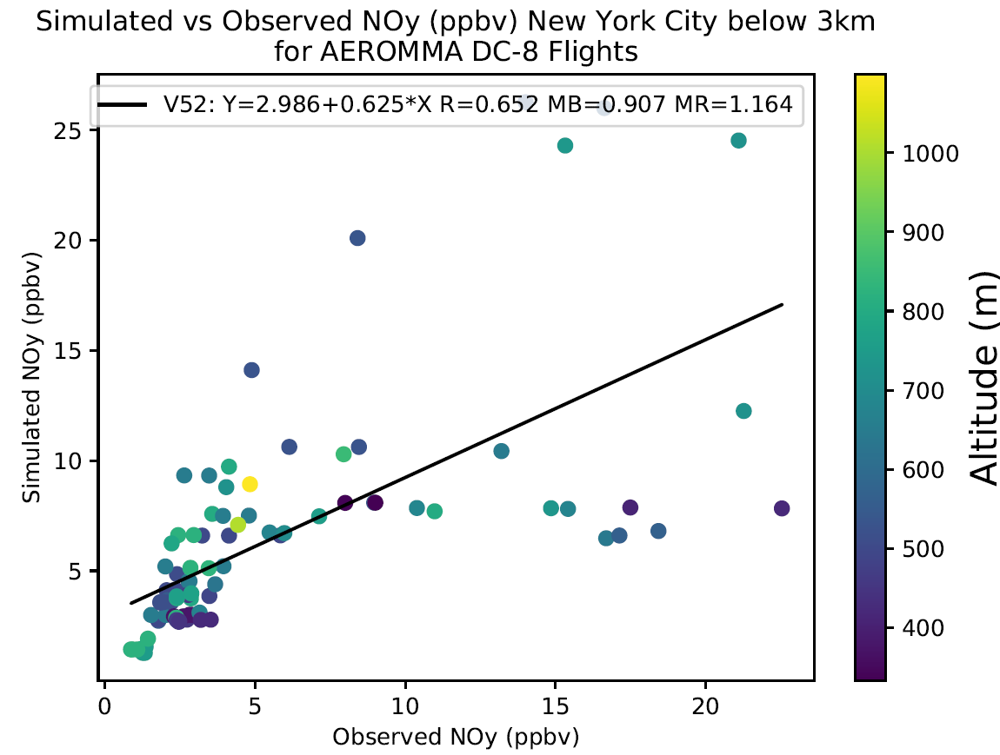 Simulated vs Observed NOy (ppbv) New York City below 3km
for AEROMMA DC-8 Flights
V52: Y=2.986+0.625*X R=0.652 MB=0.907 MR=1.164
25
20
15
10
5
Simulated NOy (ppbv)
0 5 10 15 20
Observed NOy (ppbv)
1000
900
800
700
600
500
400
Altitude (m)